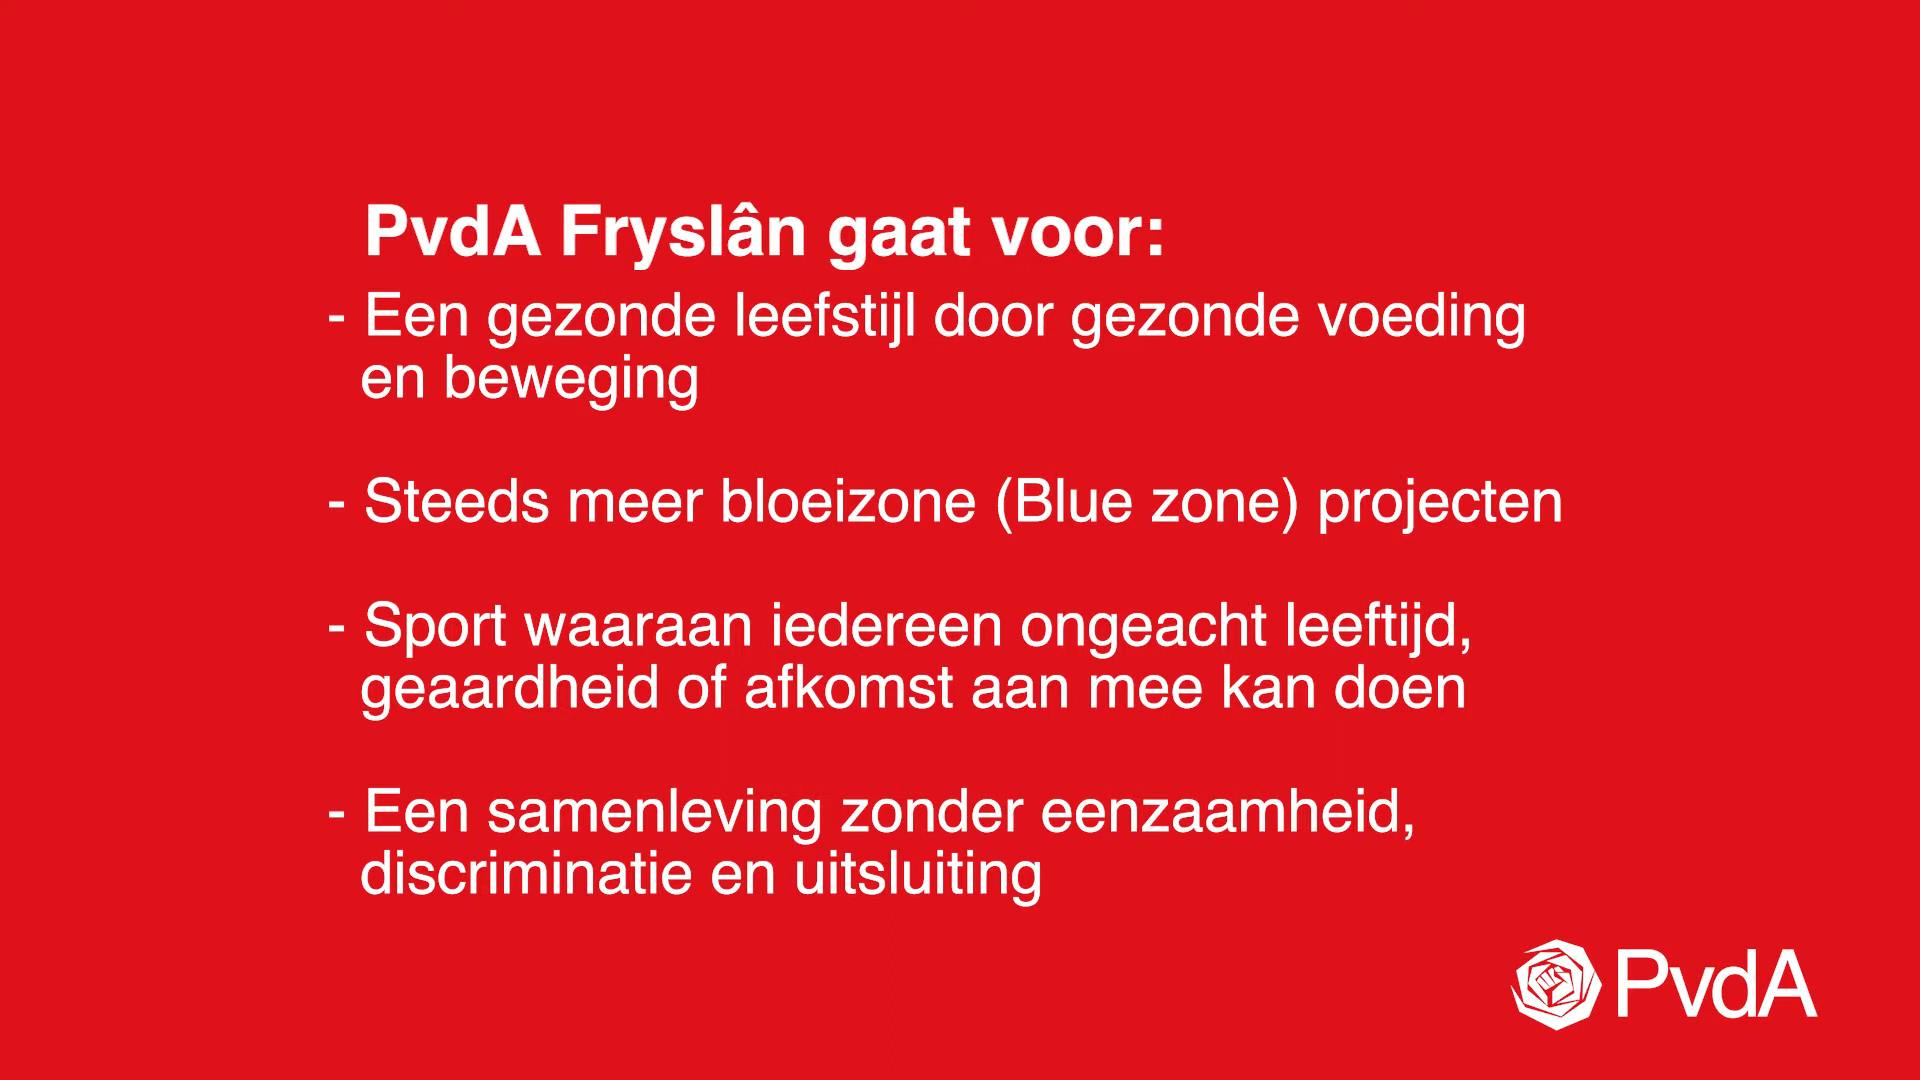 PvdA Fryslân gaat voor:
- Een gezonde leefstijl door gezonde voeding
en beweging
- Steeds meer bloeizone (Blue zone) projecten
- Sport waaraan iedereen ongeacht leeftijd,
geaardheid of afkomst aan mee kan doen
- Een samenleving zonder eenzaamheid,
discriminatie en uitsluiting
PvdA